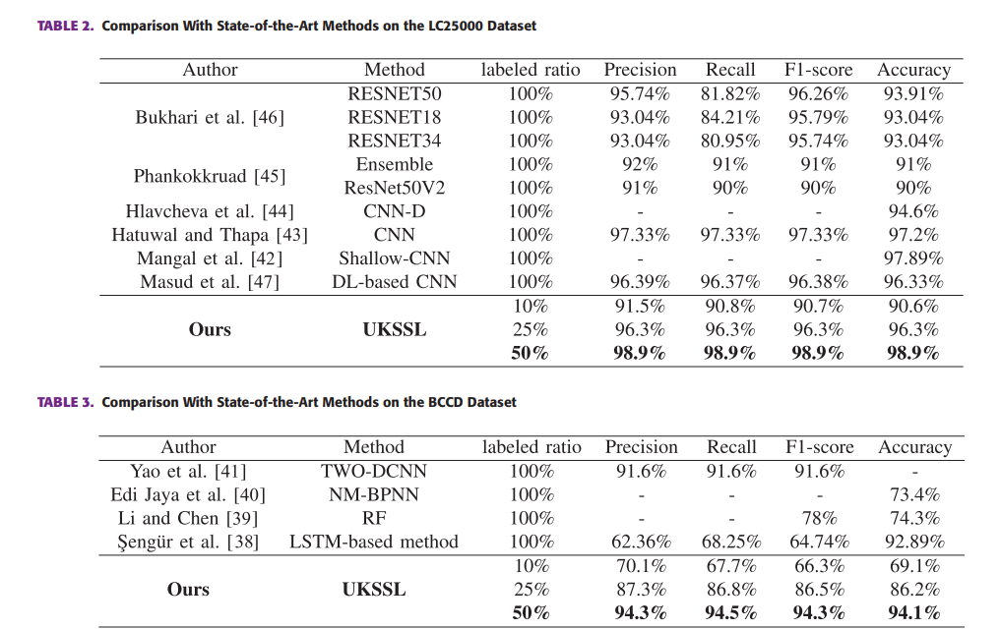 TABLE 2. Comparison With State-of-the-Art Methods on the LC25000 Dataset
Author Method labeled ratio Precision Recall F1-score Accuracy
Bukhari et al. [46] RESNET50 100% 95.74% 81.82% 96.26% 93.91%
RESNET18 100% 93.04% 84.21% 95.79% 93.04%
RESNET34 100% 93.04% 80.95% 95.74% 93.04%
Phankokkruad [45] Ensemble 100% 92% 91% 91% 91%
ResNet50V2 100% 91% 90% 90% 90%
Hlavcheva et al. [44] CNN-D 100% - - - 94.6%
Hatuwal and Thapa [43] CNN 100% 97.33% 97.33% 97.33% 97.2%
Mangal et al. [42] Shallow-CNN 100% - - - 97.89%
Masud et al. [47] DL-based CNN 100% 96.39% 96.37% 96.38% 96.33%
10% 91.5% 90.8% 90.7% 90.6%
Ours UKSSL 25% 96.3% 96.3% 96.3% 96.3%
50% 98.9% 98.9% 98.9% 98.9%
TABLE 3. Comparison With State-of-the-Art Methods on the BCCD Dataset
Author Method labeled ratio Precision Recall F1-score Accuracy
Yao et al. [41] TWO-DCNN 100% 91.6% 91.6% 91.6% -
Edi Jaya et al. [40] NM-BPNN 100% - - - 73.4%
Li and Chen [39] RF 100% - - 78% 74.3%
Şengür et al. [38] LSTM-based method 100% 62.36% 68.25% 64.74% 92.89%
10% 70.1% 67.7% 66.3% 69.1%
Ours UKSSL 25% 87.3% 86.8% 86.5% 86.2%
50% 94.3% 94.5% 94.3% 94.1%